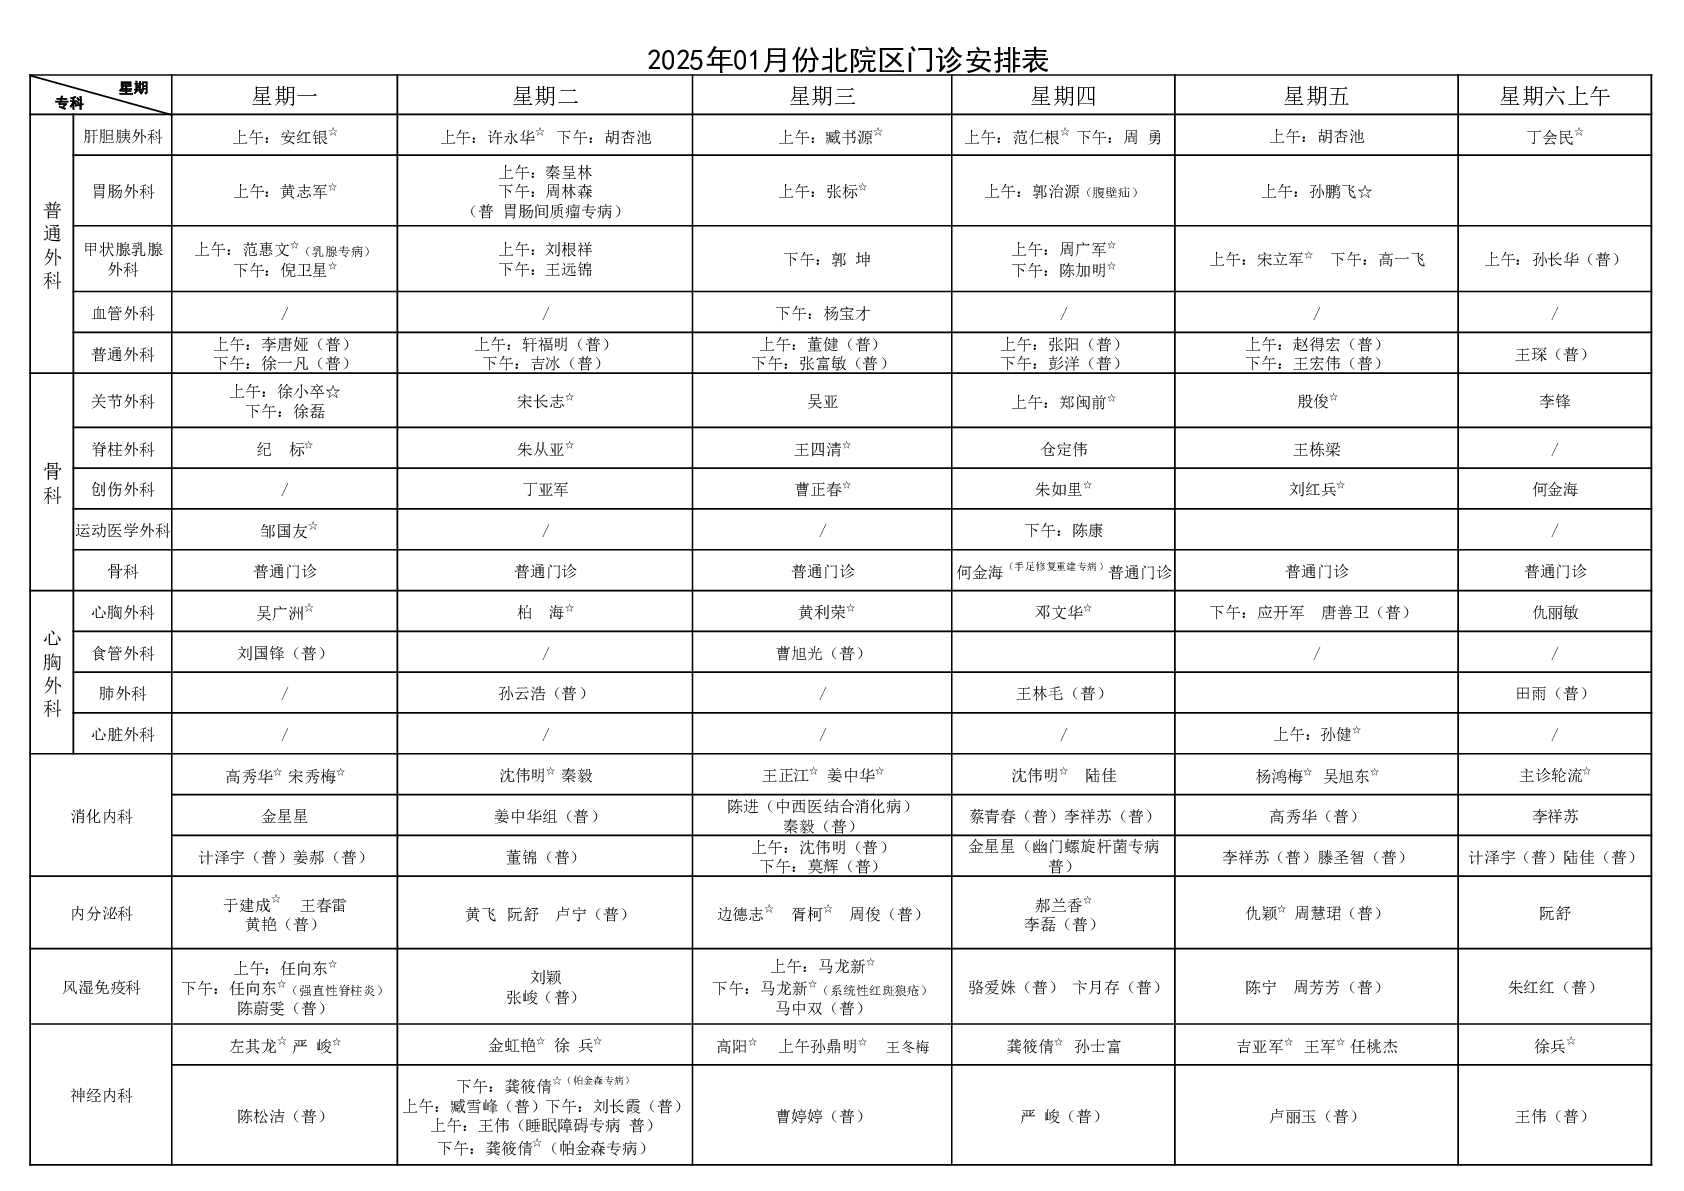 2025年01月份北院区门诊安排表
星期
专科
星期一 星期二 星期三 星期四 星期五 星期六上午
普通外科
肝胆胰外科 上午：安红银☆ 上午：许永华☆ 下午：胡杏池 上午：臧书源☆ 上午：范仁根☆ 下午：周 勇 上午：胡杏池 丁会民☆
胃肠外科 上午：黄志军☆ 上午：秦呈林
下午：周林森
（普 胃肠间质瘤专病） 上午：张标☆ 上午：郭治源（腹壁疝） 上午：孙鹏飞☆
甲状腺乳腺
外科 上午：范惠文☆（乳腺专病）
下午：倪卫星☆ 上午：刘根祥
下午：王远锦 下午：郭 坤 上午：周广军☆
下午：陈加明☆ 上午：宋立军☆ 下午：高一飞 上午：孙长华（普）
血管外科 / / 下午：杨宝才 / / /
普通外科 上午：李唐娅（普）
下午：徐一凡（普） 上午：轩福明（普）
下午：吉冰（普） 上午：董健（普）
下午：张富敏（普） 上午：张阳（普）
下午：彭洋（普） 上午：赵得宏（普）
下午：王宏伟（普） 王琛（普）
骨科
关节外科 上午：徐小卒☆
下午：徐磊 宋长志☆ 吴亚 上午：郑闽前☆ 殷俊☆ 李锋
脊柱外科 纪 标☆ 朱从亚☆ 王四清☆ 仓定伟 王栋梁 /
创伤外科 / 丁亚军 曹正春☆ 朱如里☆ 刘红兵☆ 何金海
运动医学外科 邹国友☆ / / 下午：陈康 /
骨科 普通门诊 普通门诊 普通门诊 何金海（手足修复重建专病）普通门诊 普通门诊 普通门诊
心胸外科
心胸外科 吴广洲☆ 柏 海☆ 黄利荣☆ 邓文华☆ 下午：应开军 唐善卫（普） 仇丽敏
食管外科 刘国锋（普） / 曹旭光（普） / /
肺外科 / 孙云浩（普） / 王林毛（普） 田雨（普）
心脏外科 / / / / 上午：孙健☆ /
消化内科
高秀华☆ 宋秀梅☆ 沈伟明☆ 秦毅 王正江☆ 姜中华☆ 沈伟明☆ 陆佳 杨鸿梅☆ 吴旭东☆ 主诊轮流☆
金星星 姜中华组（普） 陈进（中西医结合消化病）
秦毅（普） 蔡青春（普）李祥苏（普） 高秀华（普） 李祥苏
计泽宇（普）姜郝（普） 董锦（普） 上午：沈伟明（普）
下午：莫辉（普） 金星星（幽门螺旋杆菌专病
普） 李祥苏（普）滕圣智（普） 计泽宇（普）陆佳（普）
内分泌科 于建成☆ 王春雷
黄艳（普） 黄飞 阮舒 卢宁（普） 边德志☆ 胥柯☆ 周俊（普） 郝兰香☆
李磊（普） 仇颖☆ 周慧珺（普） 阮舒
风湿免疫科 上午：任向东☆
下午：任向东☆（强直性脊柱炎）
陈蔚雯（普） 刘颖
张峻（普） 上午：马龙新☆
下午：马龙新☆（系统性红斑狼疮）
马中双（普） 骆爱姝（普） 卞月存（普） 陈宁 周芳芳（普） 朱红红（普）
神经内科
左其龙☆ 严 峻☆ 金虹艳☆ 徐 兵☆ 高阳☆ 上午孙鼎明☆ 王冬梅 龚筱倩☆ 孙士富 吉亚军☆ 王军☆ 任桃杰 徐兵☆
陈松洁（普） 下午：龚筱倩☆（帕金森专病）
上午：臧雪峰（普）下午：刘长霞（普）
上午：王伟（睡眠障碍专病 普）
下午：龚筱倩☆（帕金森专病） 曹婷婷（普） 严 峻（普） 卢丽玉（普） 王伟（普）